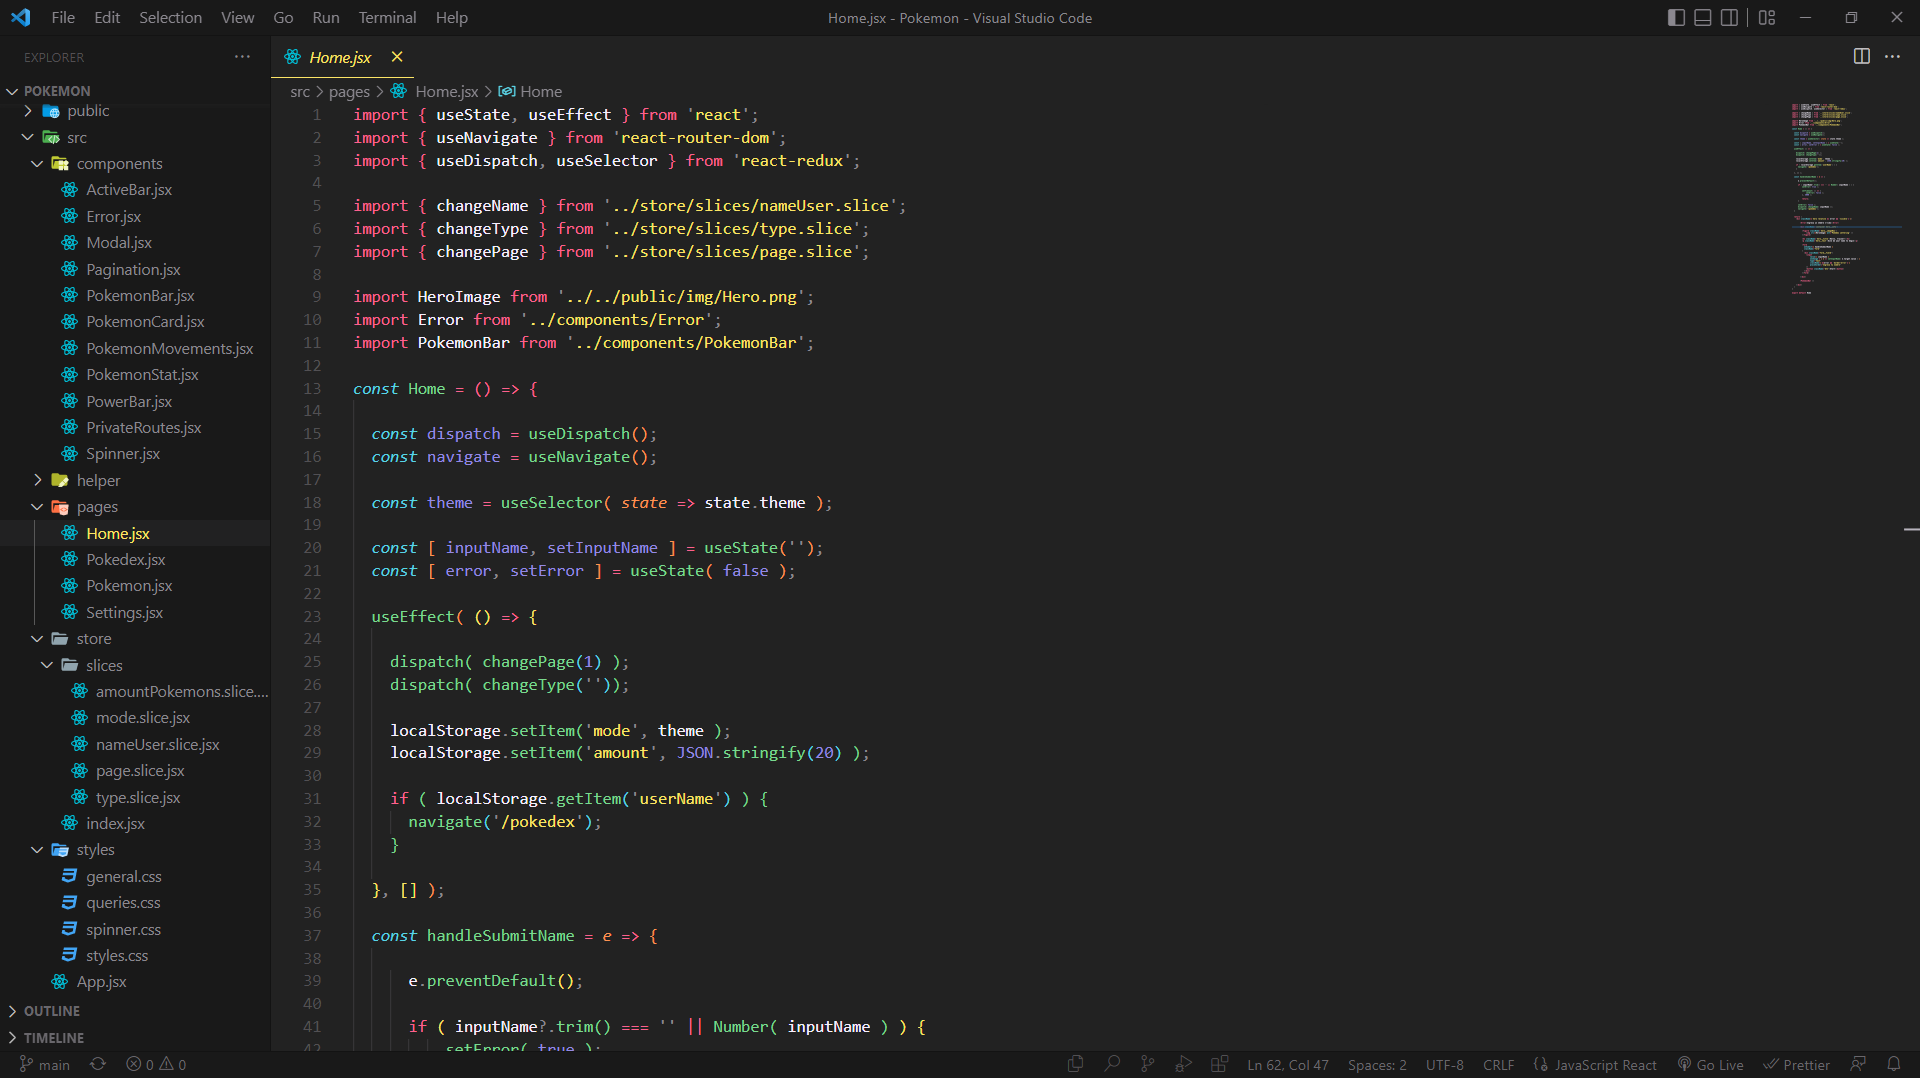 File Edit Selection View Go Run Terminal Help
Home.jsx - Pokemon - Visual Studio Code
EXPLORER
POKEMON
public
src
components
ActiveBar.jsx
Error.jsx
Modal.jsx
Pagination.jsx
PokemonBar.jsx
PokemonCard.jsx
PokemonMovements.jsx
PokemonStat.jsx
PowerBar.jsx
PrivateRoutes.jsx
Spinner.jsx
helper
pages
Home.jsx
Pokedex.jsx
Pokemon.jsx
Settings.jsx
store
slices
amountPokemons.slice....
mode.slice.jsx
nameUser.slice.jsx
page.slice.jsx
type.slice.jsx
index.jsx
styles
general.css
queries.css
spinner.css
styles.css
App.jsx
OUTLINE
TIMELINE
Home.jsx
src > pages > Home.jsx > Home
1 import { useState, useEffect } from 'react';
2 import { useNavigate } from 'react-router-dom';
3 import { useDispatch, useSelector } from 'react-redux';
4
5 import { changeName } from '../store/slices/nameUser.slice';
6 import { changeType } from '../store/slices/type.slice';
7 import { changePage } from '../store/slices/page.slice';
8
9 import HeroImage from '../../public/img/Hero.png';
10 import Error from '../components/Error';
11 import PokemonBar from '../components/PokemonBar';
12
13 const Home = () => {
14
15 const dispatch = useDispatch();
16 const navigate = useNavigate();
17
18 const theme = useSelector( state => state.theme );
19
20 const [ inputName, setInputName ] = useState('');
21 const [ error, setError ] = useState( false );
22
23 useEffect( () => {
24
25 dispatch( changePage(1) );
26 dispatch( changeType(''));
27
28 localStorage.setItem('mode', theme );
29 localStorage.setItem('amount', JSON.stringify(20) );
30
31 if ( localStorage.getItem('userName') ) {
32 navigate('/pokedex');
33 }
34
35 }, [] );
36
37 const handleSubmitName = e => {
38
39 e.preventDefault();
40
41 if ( inputName?.trim() === '' || Number( inputName ) ) {
42 setError( true );
main 0 0 Ln 62, Col 47 Spaces: 2 UTF-8 CRLF JavaScript React Go Live Prettier